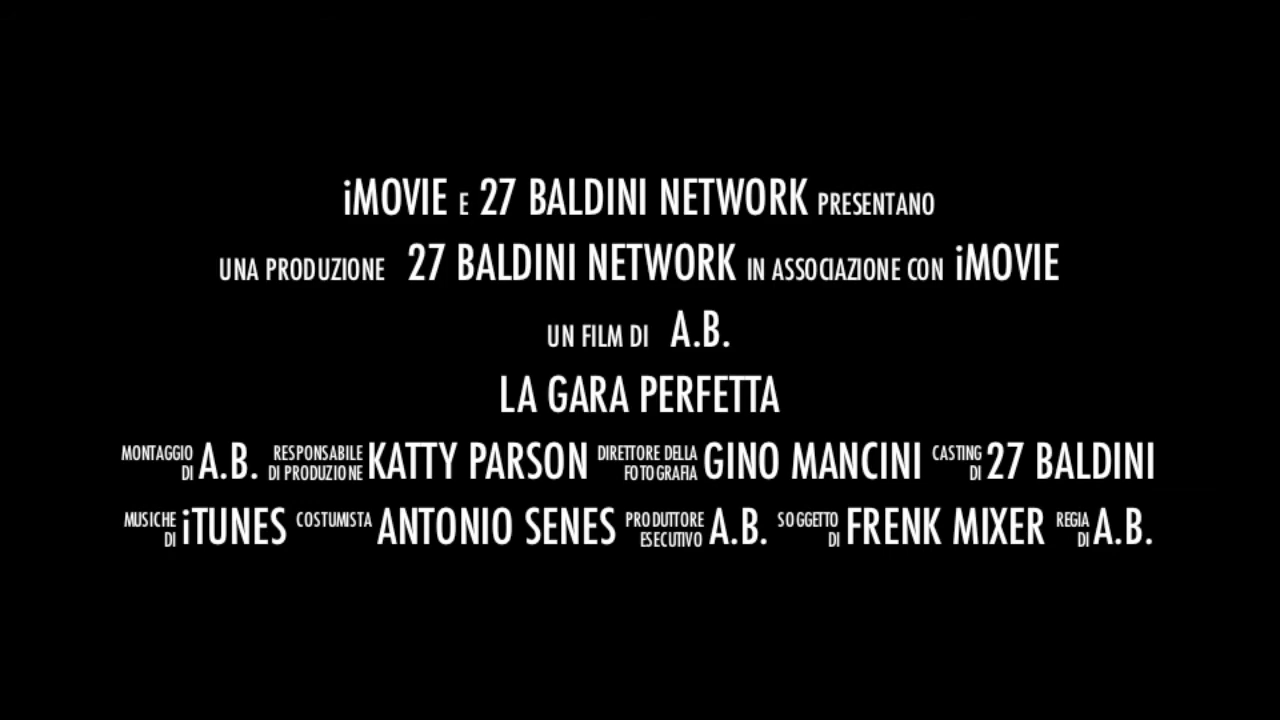 iMOVIE E 27 BALDINI NETWORK PRESENTANO
UNA PRODUZIONE 27 BALDINI NETWORK IN ASSOCIAZIONE CON iMOVIE
UN FILM DI A.B.
LA GARA PERFETTA
MONTAGGIO DI A.B. RESPONSABILE DI PRODUZIONE KATTY PARSON DIRETTORE DELLA FOTOGRAFIA GINO MANCINI CASTING DI 27 BALDINI
MUSICHE DI iTUNES COSTUMISTA ANTONIO SENES PRODUTTORE ESECUTIVO A.B. SOGGETTO DI FRENK MIXER REGIA DI A.B.